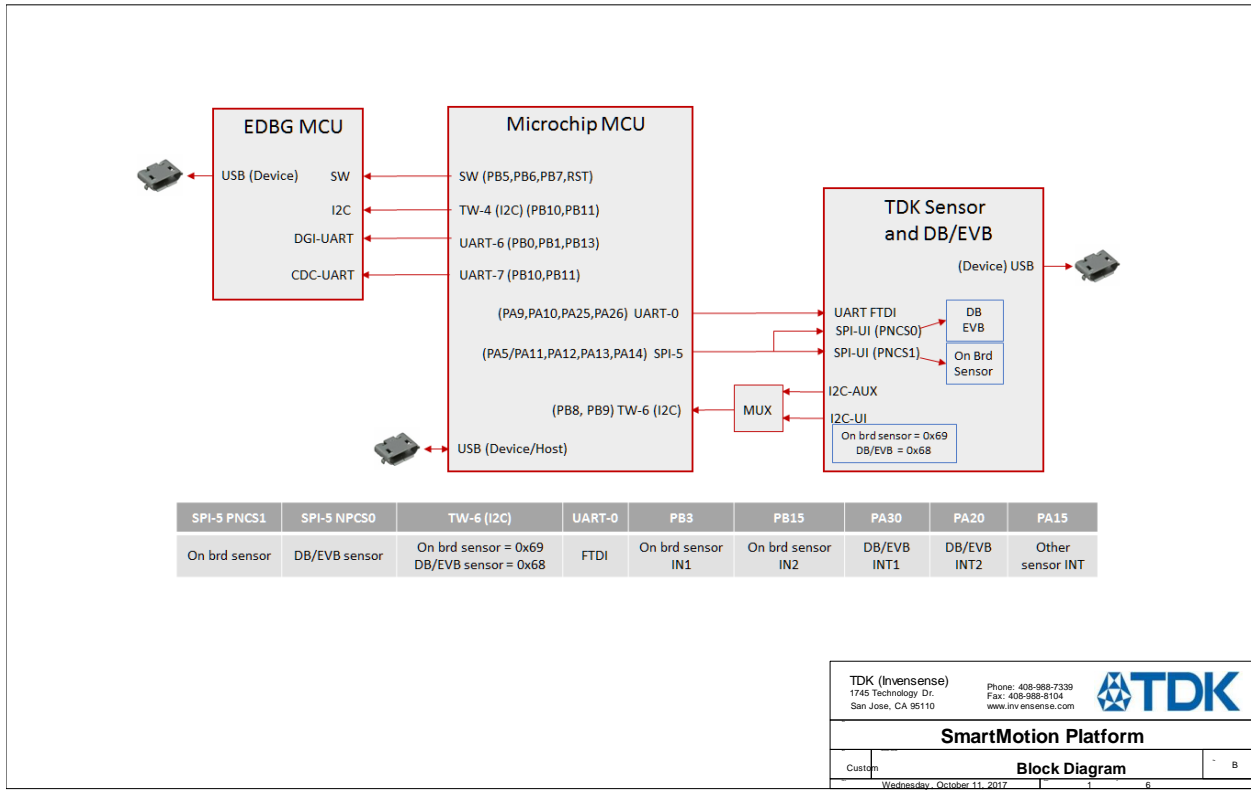 EDBG MCU
USB (Device)
SW
I2C
DGI-UART
CDC-UART
Microchip MCU
SW (PB5,PB6,PB7,RST)
TW-4 (I2C) (PB10,PB11)
UART-6 (PB0,PB1,PB13)
UART-7 (PB10,PB11)
(PA9,PA10,PA25,PA26) UART-0
(PA5/PA11,PA12,PA13,PA14) SPI-5
(PB8, PB9) TW-6 (I2C)
USB (Device/Host)
MUX
TDK Sensor
and DB/EVB
(Device) USB
UART FTDI
SPI-UI (PNCS0)
SPI-UI (PNCS1)
DB
EVB
On Brd
Sensor
I2C-AUX
I2C-UI
On brd sensor = 0x69
DB/EVB = 0x68
SPI-5 PNCS1 SPI-5 NPCS0 TW-6 (I2C) UART-0 PB3 PB15 PA30 PA20 PA15
On brd sensor DB/EVB sensor On brd sensor = 0x69 FTDI On brd sensor On brd sensor DB/EVB DB/EVB Other
DB/EVB sensor = 0x68 IN1 IN2 INT1 INT2 sensor INT
TDK (Invensense)
1745 Technology Dr.
San Jose, CA 95110
Phone: 408-988-7339
Fax: 408-988-8104
www.invensense.com
TDK
SmartMotion Platform
Custom
Block Diagram
B
Wednesday, October 11, 2017 1 6